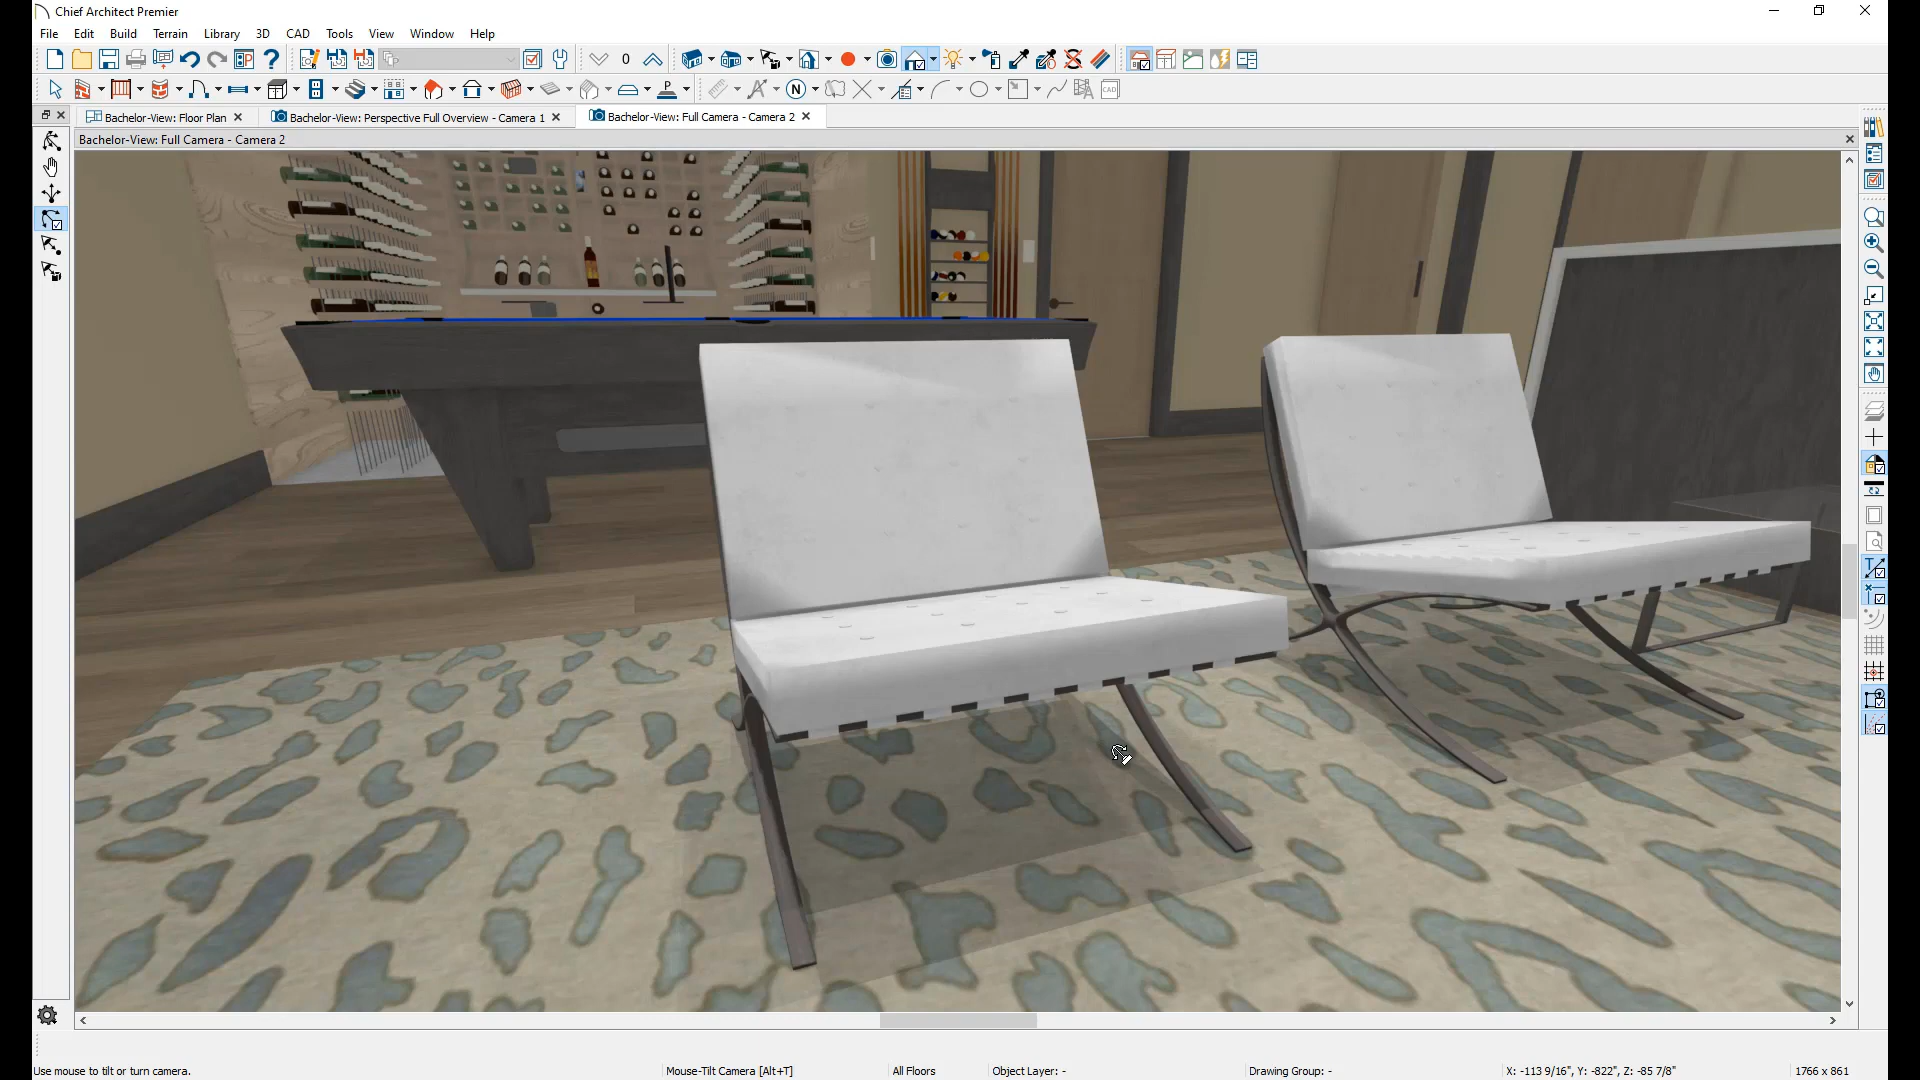 Chief Architect Premier
File Edit Build Terrain Library 3D CAD Tools View Window Help
0
N P CAD
Bachelor-View: Floor Plan Bachelor-View: Perspective Full Overview - Camera 1 Bachelor-View: Full Camera - Camera 2
Bachelor-View: Full Camera - Camera 2
Use mouse to tilt or turn camera. Mouse-Tilt Camera [Alt+T] All Floors Object Layer: - Drawing Group: - X: -113 9/16", Y: -822", Z: -85 7/8" 1766 x 861